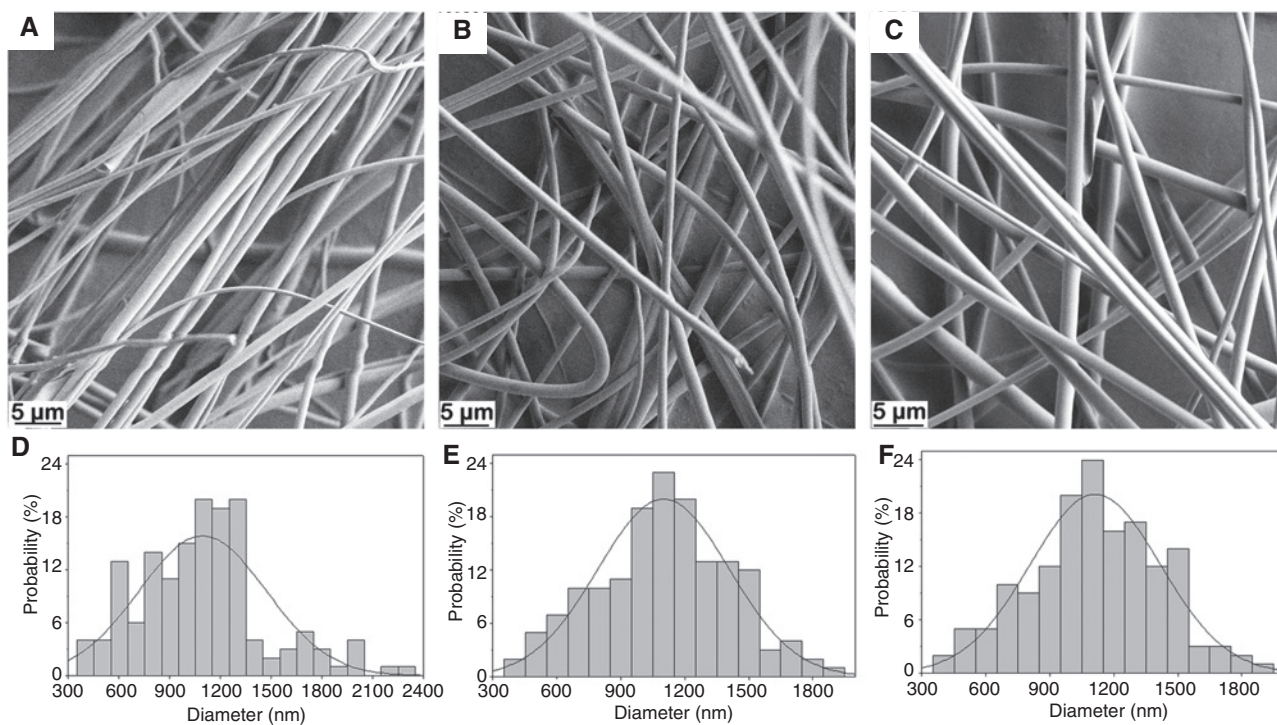 A
B
C
5 µm
5 µm
5 µm
D
E
F
24
18
12
6
0
Probability (%)
300 600 900 1200 1500 1800 2100 2400
Diameter (nm)
24
18
12
6
0
Probability (%)
300 600 900 1200 1500 1800
Diameter (nm)
24
18
12
6
0
Probability (%)
300 600 900 1200 1500 1800
Diameter (nm)